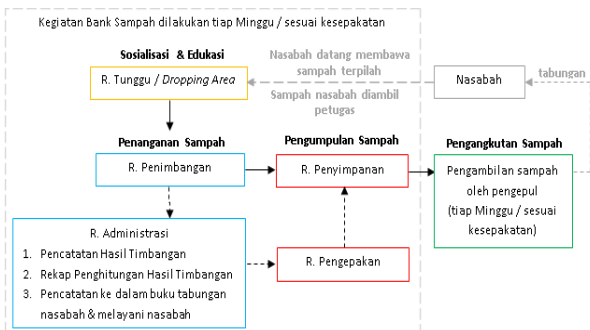 Kegiatan Bank Sampah dilakukan tiap Minggu / sesuai kesepakatan
Sosialisasi & Edukasi
R. Tunggu / Dropping Area
Nasabah datang membawa
sampah terpilah
Sampah nasabah diambil
petugas
Nasabah
tabungan
Penanganan Sampah
R. Penimbangan
Pengumpulan Sampah
R. Penyimpanan
Pengangkutan Sampah
Pengambilan sampah
oleh pengepul
(tiap Minggu / sesuai
kesepakatan)
R. Administrasi
1. Pencatatan Hasil Timbangan
2. Rekap Penghitungan Hasil Timbangan
3. Pencatatan ke dalam buku tabungan
nasabah & melayani nasabah
R. Pengepakan